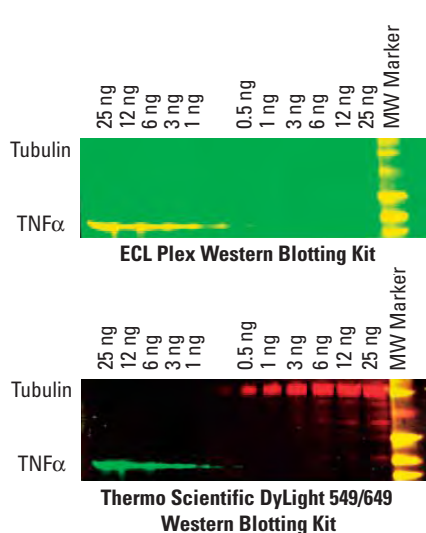 25 ng 12 ng 6 ng 3 ng 1 ng 0.5 ng 1 ng 3 ng 6 ng 12 ng 25 ng MW Marker
Tubulin
TNFα
ECL Plex Western Blotting Kit
25 ng 12 ng 6 ng 3 ng 1 ng 0.5 ng 1 ng 3 ng 6 ng 12 ng 25 ng MW Marker
Tubulin
TNFα
Thermo Scientific DyLight 549/649
Western Blotting Kit